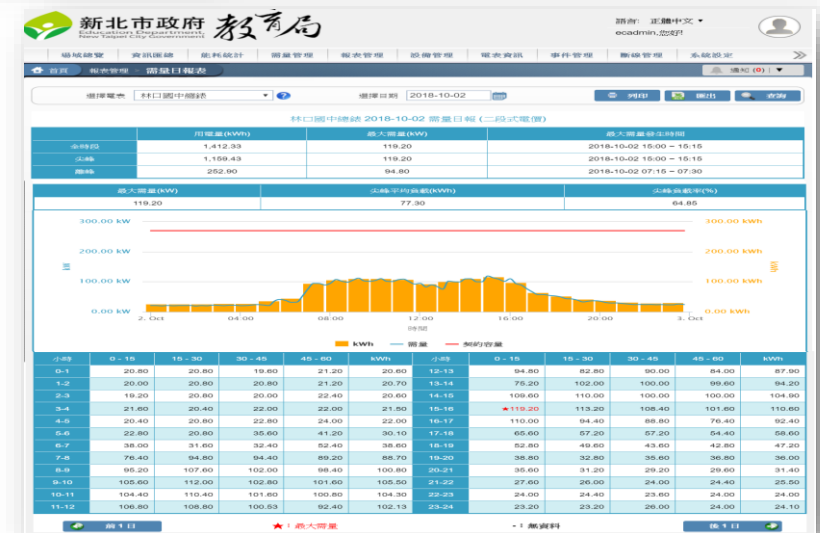 新北市政府 教育局
Education Department,
New Taipei City Government
語言: 正體中文
ecadmin,您好!
場域總覽 資訊匯總 能耗統計 需量管理 報表管理 設備管理 電表資訊 事件管理 斷線管理 系統設定
首頁 報表管理 - 需量日報表
通知 (0)
選擇電表 林口國中總錶 選擇日期 2018-10-02 列印 匯出 查詢
林口國中總錶 2018-10-02 需量日報 (二段式電價)
用電量(kWh) 最大需量(kW) 最大需量發生時間
全時段 1,412.33 119.20 2018-10-02 15:00 ~ 15:15
尖峰 1,159.43 119.20 2018-10-02 15:00 ~ 15:15
離峰 252.90 94.80 2018-10-02 07:15 ~ 07:30
最大需量(kW) 尖峰平均負載(kWh) 尖峰負載率(%)
119.20 77.30 64.85
300.00 kW 300.00 kWh
200.00 kW 200.00 kWh
kW kWh
100.00 kW 100.00 kWh
0.00 kW 0.00 kWh
2. Oct 04:00 08:00 12:00 16:00 20:00 3. Oct
時間
kWh 需量 契約容量
小時 0 - 15 15 - 30 30 - 45 45 - 60 kWh 小時 0 - 15 15 - 30 30 - 45 45 - 60 kWh
0-1 20.80 20.80 19.60 21.20 20.60 12-13 94.80 82.80 90.00 84.00 87.90
1-2 20.00 20.80 20.80 21.20 20.70 13-14 75.20 102.00 100.00 99.60 94.20
2-3 19.20 20.80 20.00 22.40 20.60 14-15 109.60 110.00 100.00 100.00 104.90
3-4 21.60 20.40 22.00 22.00 21.50 15-16 ★119.20 113.20 108.40 101.60 110.60
4-5 20.40 20.80 22.80 24.00 22.00 16-17 110.00 94.40 88.80 76.40 92.40
5-6 22.80 20.80 35.60 41.20 30.10 17-18 65.60 57.20 57.20 54.40 58.60
6-7 38.00 31.60 32.40 52.40 38.60 18-19 52.80 49.60 43.60 42.80 47.20
7-8 76.40 94.80 94.40 89.20 88.70 19-20 38.80 32.80 35.60 36.80 36.00
8-9 95.20 107.60 102.00 98.40 100.80 20-21 35.60 31.20 29.20 29.60 31.40
9-10 105.60 112.00 102.80 101.60 105.50 21-22 27.60 26.00 24.00 24.40 25.50
10-11 104.40 110.40 101.60 100.80 104.30 22-23 24.00 24.40 23.60 24.00 24.00
11-12 106.80 108.80 100.53 92.40 102.13 23-24 23.20 23.20 26.00 24.00 24.10
前 1 日 ★ : 最大需量 - : 無資料 後 1 日